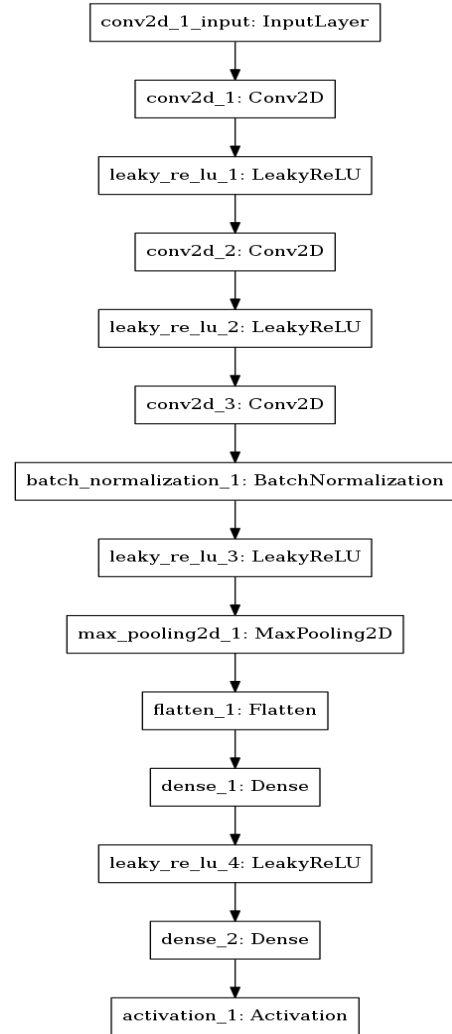 conv2d_1_input: InputLayer
conv2d_1: Conv2D
leaky_re_lu_1: LeakyReLU
conv2d_2: Conv2D
leaky_re_lu_2: LeakyReLU
conv2d_3: Conv2D
batch_normalization_1: BatchNormalization
leaky_re_lu_3: LeakyReLU
max_pooling2d_1: MaxPooling2D
flatten_1: Flatten
dense_1: Dense
leaky_re_lu_4: LeakyReLU
dense_2: Dense
activation_1: Activation